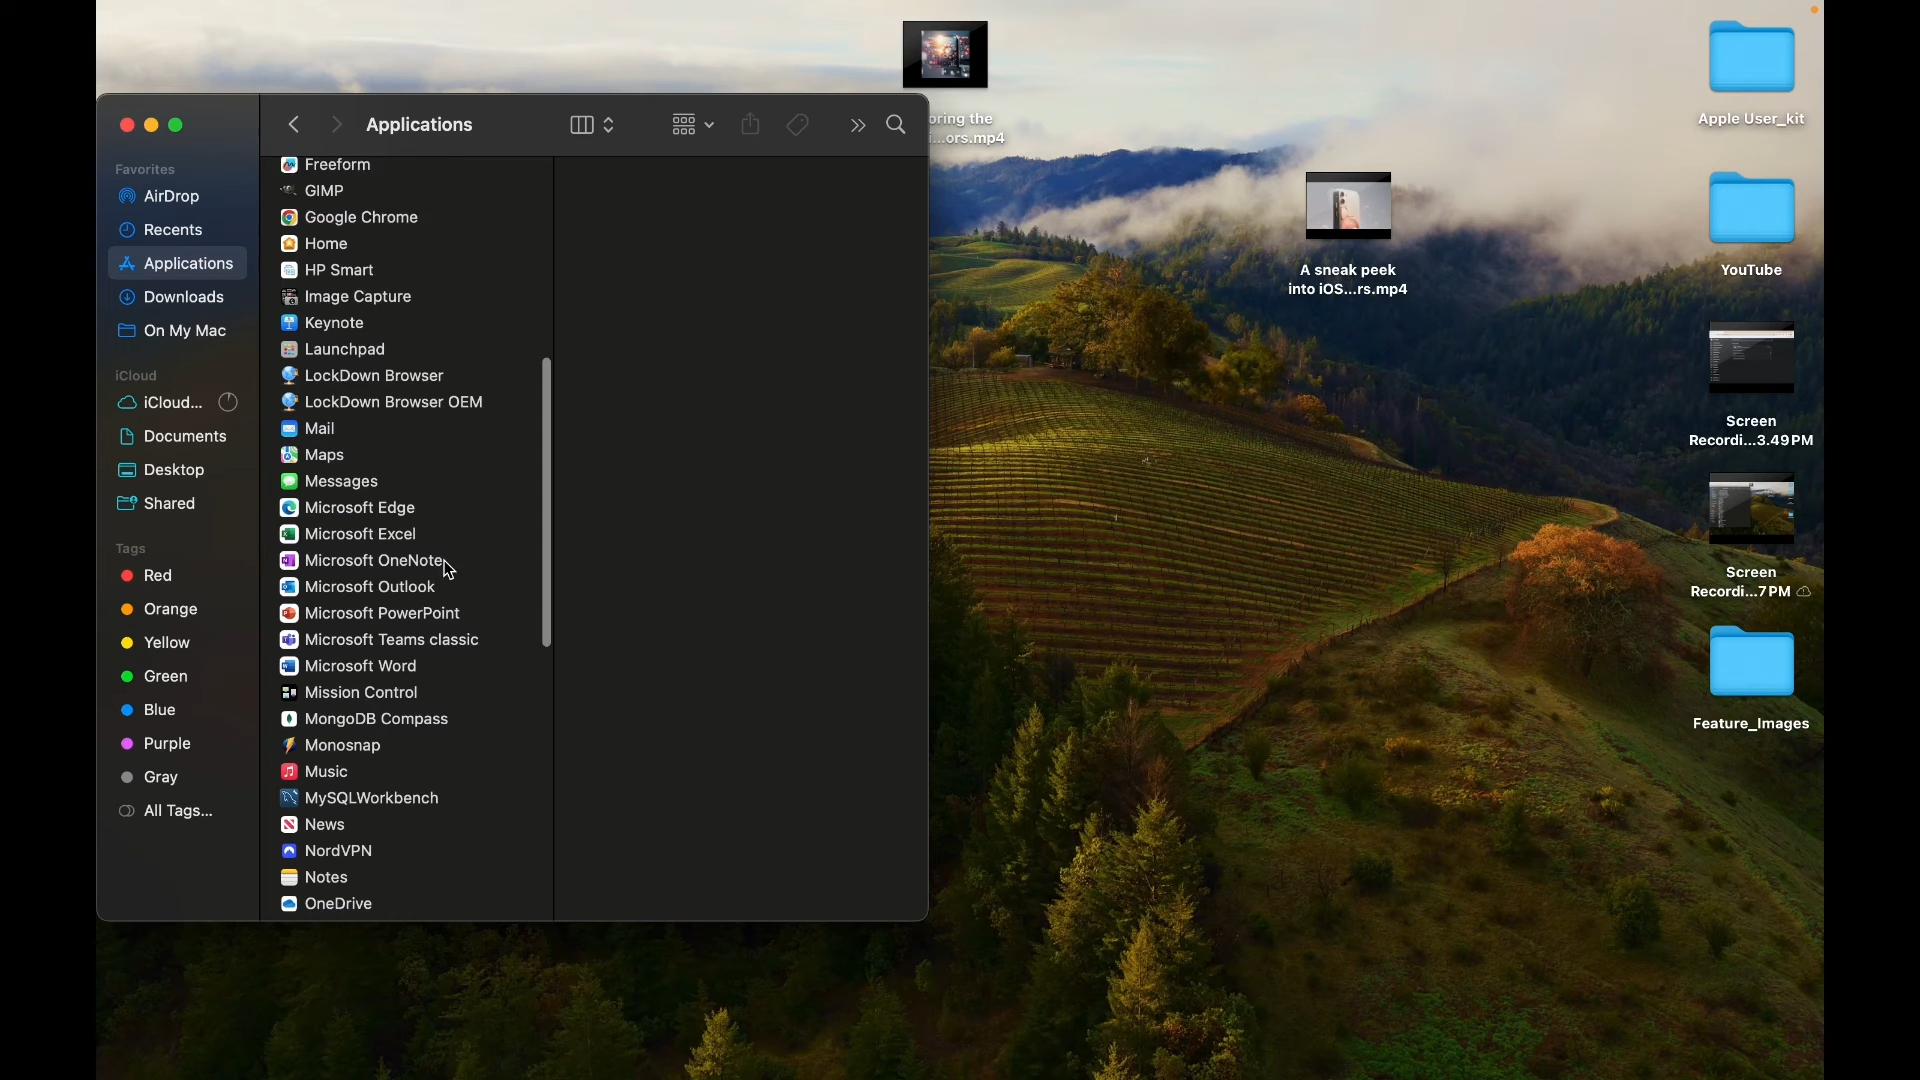 Applications
Favorites
AirDrop
Recents
Applications
Downloads
On My Mac
iCloud
iCloud...
Documents
Desktop
Shared
Tags
Red
Orange
Yellow
Green
Blue
Purple
Gray
All Tags...
Freeform
GIMP
Google Chrome
Home
HP Smart
Image Capture
Keynote
Launchpad
LockDown Browser
LockDown Browser OEM
Mail
Maps
Messages
Microsoft Edge
Microsoft Excel
Microsoft OneNote
Microsoft Outlook
Microsoft PowerPoint
Microsoft Teams classic
Microsoft Word
Mission Control
MongoDB Compass
Monosnap
Music
MySQLWorkbench
News
NordVPN
Notes
OneDrive
oring the
...ors.mp4
A sneak peek
into iOS...rs.mp4
Apple User_kit
YouTube
Screen
Recordi...3.49 PM
Screen
Recordi...7 PM
Feature_Images